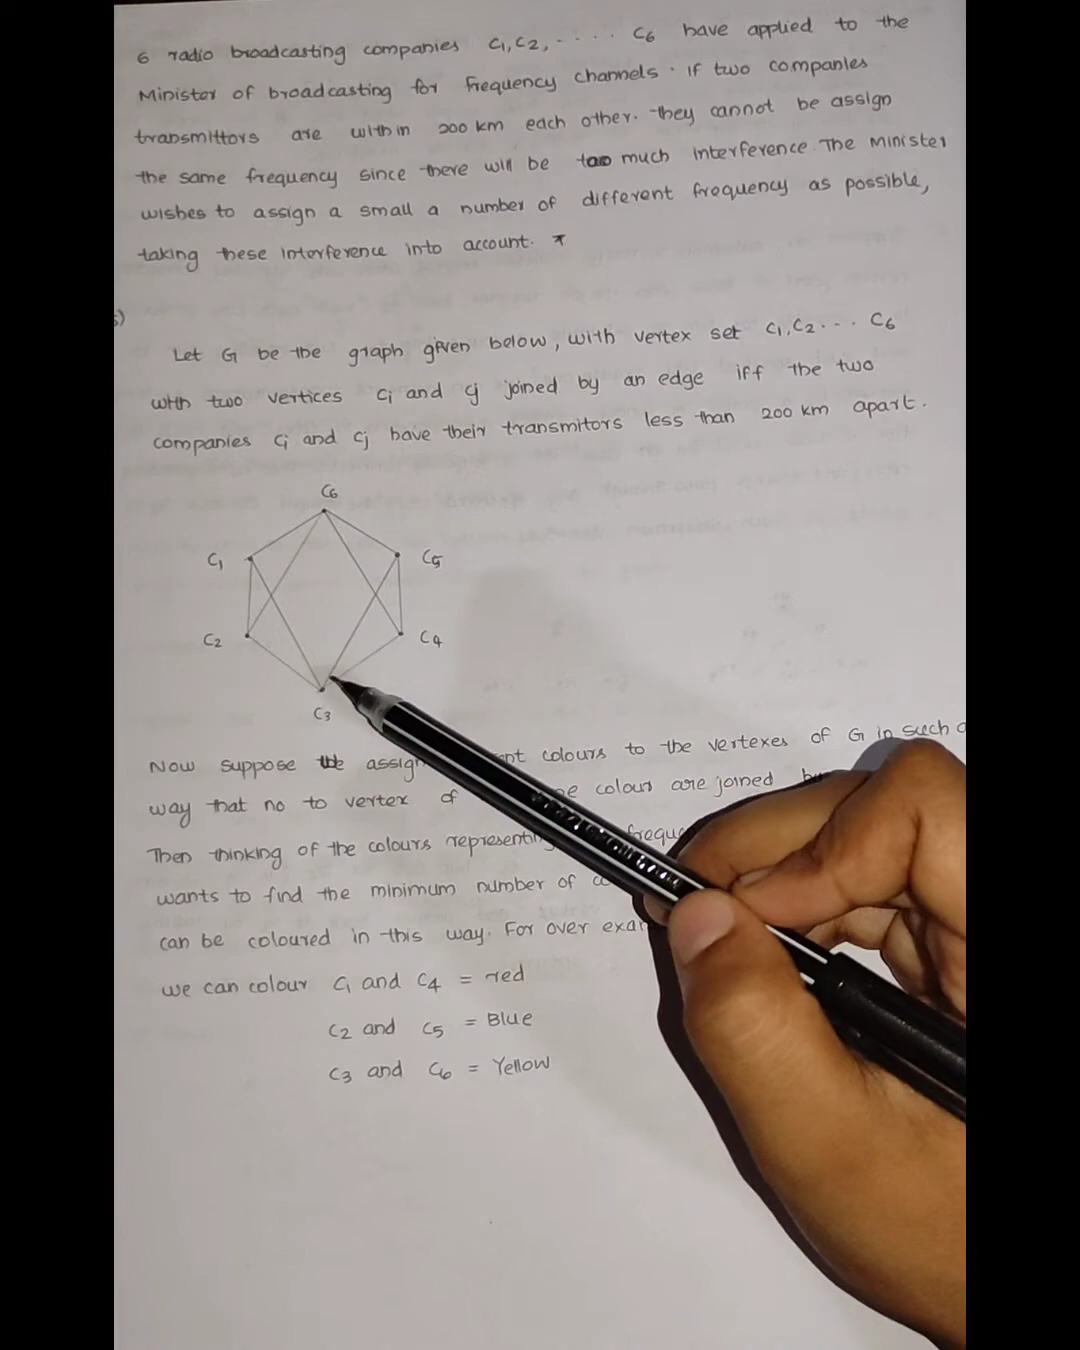 6 radio broadcasting companies C1, C2, ..... C6 have applied to the
Minister of broadcasting for frequency channels. If two companies
transmittors are within 200 km each other. they cannot be assign
the same frequency since there will be too much interference. The Minister
wishes to assign a small a number of different frequency as possible,
taking these interference into account.
Let G be the graph given below, with vertex set C1, C2 ... C6
with two vertices Ci and Cj joined by an edge iff the two
companies Ci and Cj have their transmitors less than 200 km apart.
C6
C1
C5
C2
C4
C3
Now suppose the colours to the vertexes of G in such
way that no to vertex of colour are joined
Then thinking of the colours
wants to find the minimum number of
can be coloured in this way. For over
we can colour C1 and C4 = red
C2 and C5 = Blue
C3 and C6 = Yellow